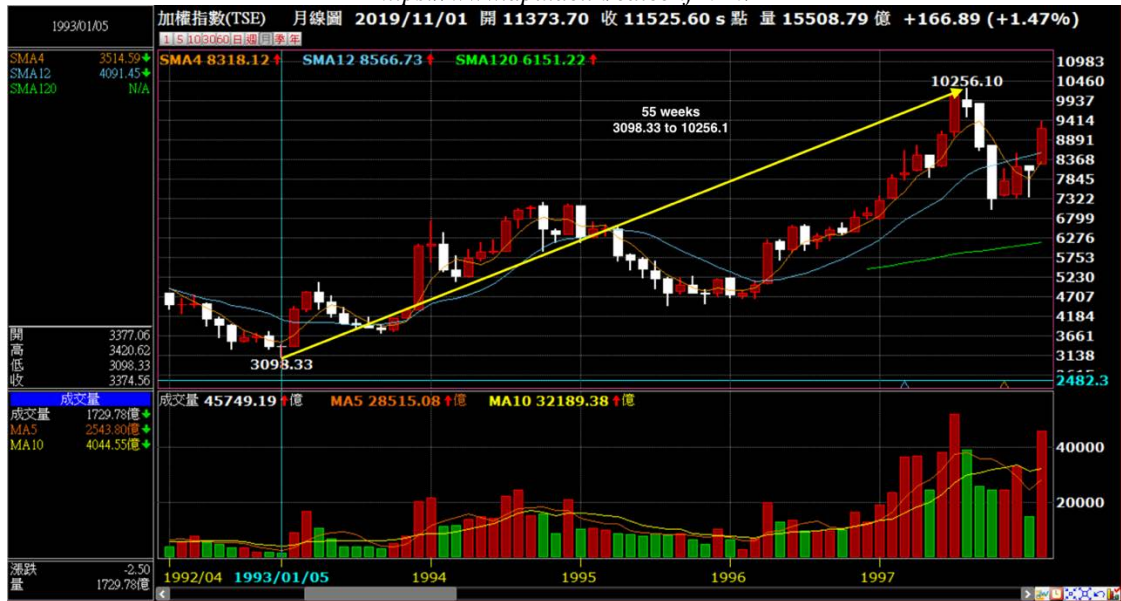 1993/01/05
加權指數(TSE) 月線圖 2019/11/01 開 11373.70 收 11525.60 s 點 量 15508.79 億 +166.89 (+1.47%)
1 5 10 30 60 日 週 月 季 年
SMA4 3514.59
SMA12 4091.45
SMA120 N/A
SMA4 8318.12 SMA12 8566.73 SMA120 6151.22
10256.10
55 weeks
3098.33 to 10256.1
3098.33
10983
10460
9937
9414
8891
8368
7845
7322
6799
6276
5753
5230
4707
4184
3661
3138
2615
2482.3
開 3377.06
高 3420.62
低 3098.33
收 3374.56
成交量
成交量 1729.78億
MA5 2543.80億
MA10 4044.55億
成交量 45749.19 億 MA5 28515.08 億 MA10 32189.38 億
40000
20000
漲跌 -2.50
量 1729.78億
1992/04 1993/01/05 1994 1995 1996 1997